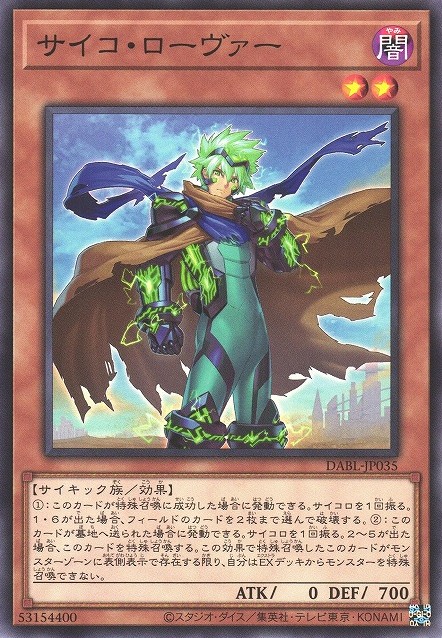 サイコ・ローヴァー
闇
DABL-JP035
【サイキック族／効果】
①：このカードが特殊召喚に成功した場合に発動できる。サイコロを１回振る。
１・６が出た場合、フィールドのカードを２枚まで選んで破壊する。②：この
カードが墓地へ送られた場合に発動できる。サイコロを１回振る。２～５が出た
場合、このカードを特殊召喚する。この効果で特殊召喚したこのカードがモン
スターゾーンに表側表示で存在する限り、自分はEXデッキからモンスターを特殊
召喚できない。
ATK/ 0 DEF/ 700
53154400 ©スタジオ・ダイス／集英社・テレビ東京・KONAMI